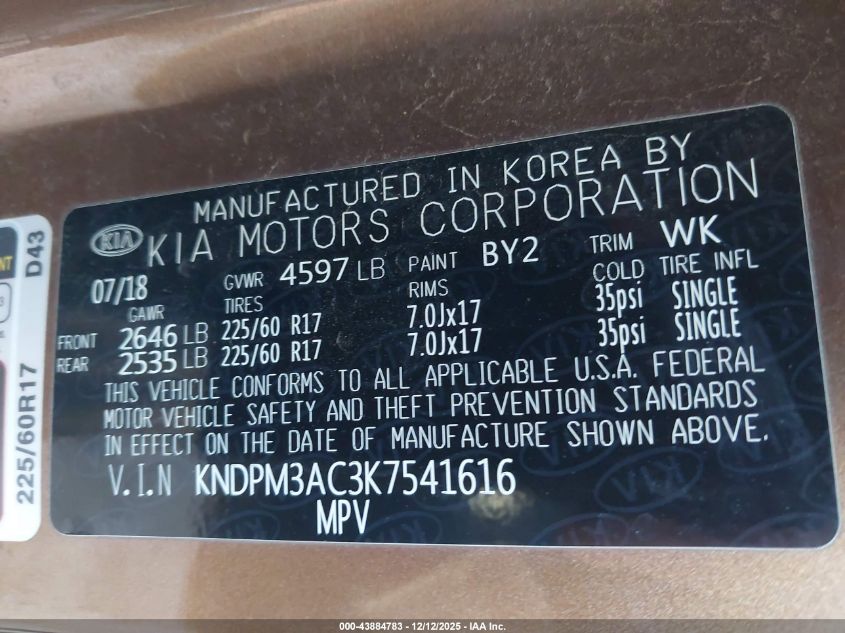 MANUFACTURED IN KOREA BY
KIA KIA MOTORS CORPORATION
07/18 GVWR 4597 LB PAINT BY2 TRIM WK
GAWR TIRES RIMS COLD TIRE INFL
FRONT 2646 LB 225/60 R17 7.0Jx17 35psi SINGLE
REAR 2535 LB 225/60 R17 7.0Jx17 35psi SINGLE
THIS VEHICLE CONFORMS TO ALL APPLICABLE U.S.A. FEDERAL
MOTOR VEHICLE SAFETY AND THEFT PREVENTION STANDARDS
IN EFFECT ON THE DATE OF MANUFACTURE SHOWN ABOVE.
V.I.N KNDPM3AC3K7541616
MPV
D43
225/60R17
000-43884783 - 12/12/2025 - IAA Inc.